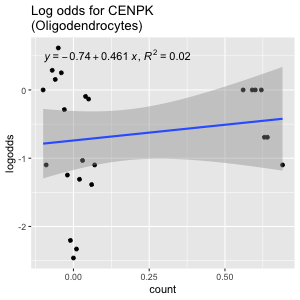 Log odds for CENPK
(Oligodendrocytes)
y = −0.74 + 0.461 x, R² = 0.02
0
-1
-2
logodds
0.00
0.25
0.50
count